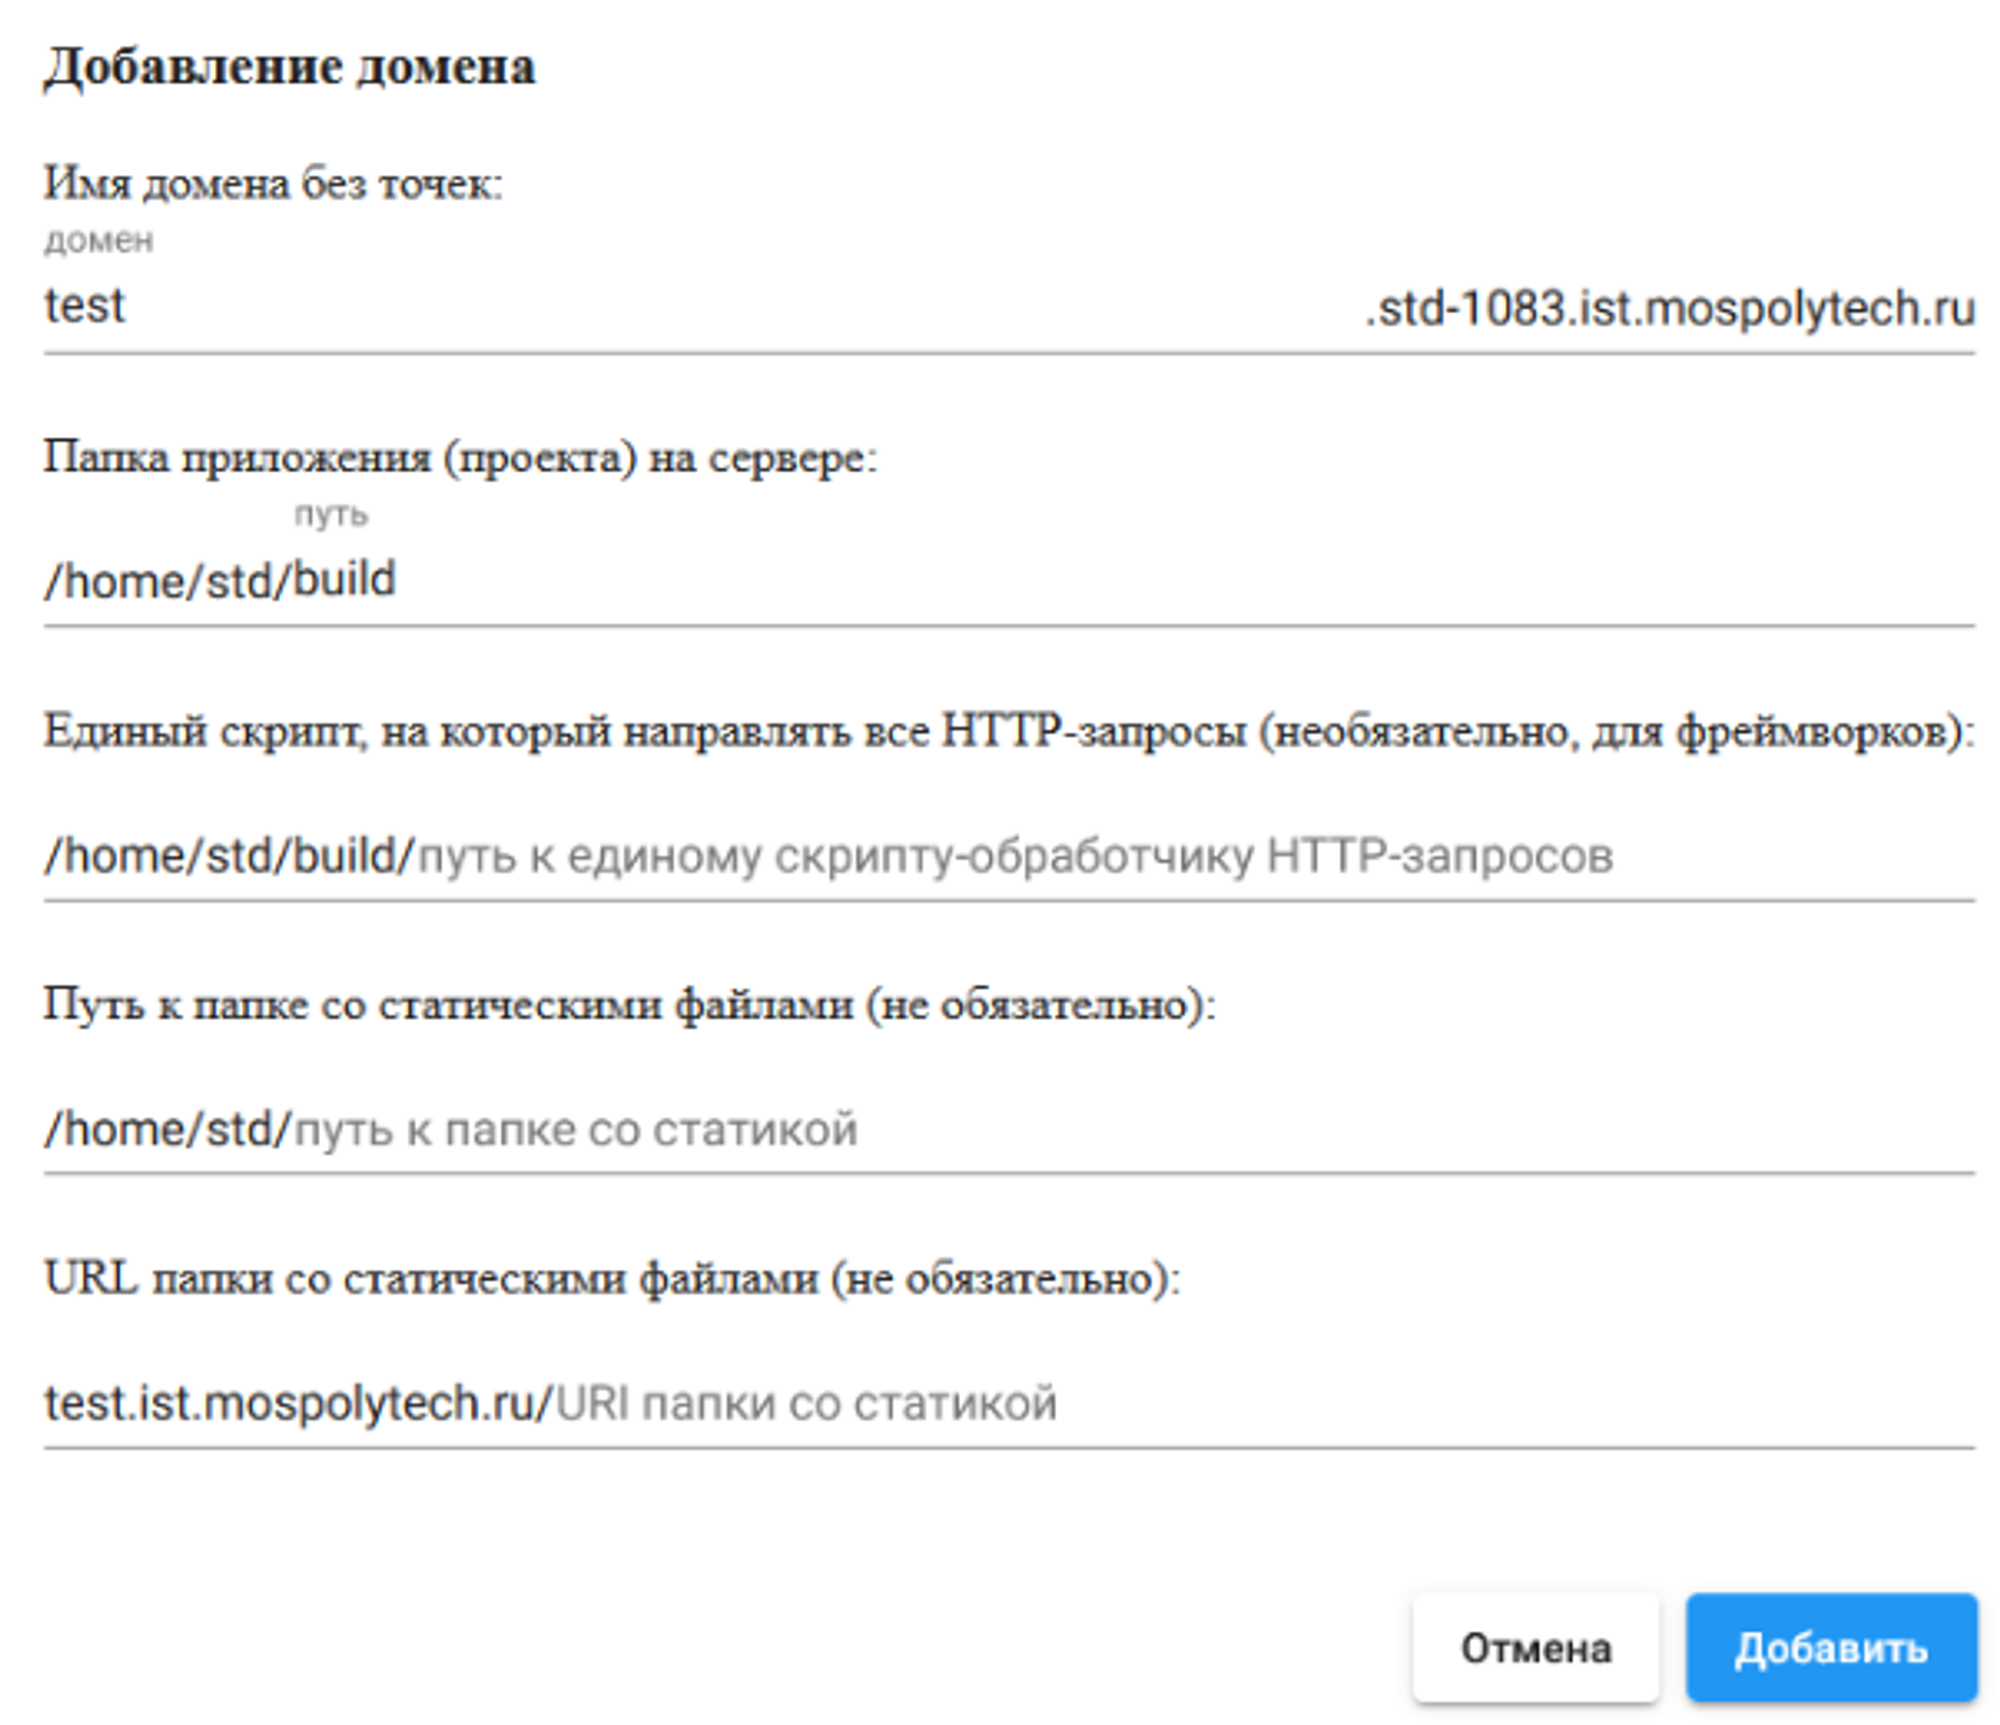 Добавление домена
Имя домена без точек:
домен
test .std-1083.ist.mospolytech.ru
Папка приложения (проекта) на сервере:
путь
/home/std/build
Единый скрипт, на который направлять все HTTP-запросы (необязательно, для фреймворков):
/home/std/build/путь к единому скрипту-обработчику HTTP-запросов
Путь к папке со статическими файлами (не обязательно):
/home/std/путь к папке со статикой
URL папки со статическими файлами (не обязательно):
test.ist.mospolytech.ru/URI папки со статикой
Отмена Добавить